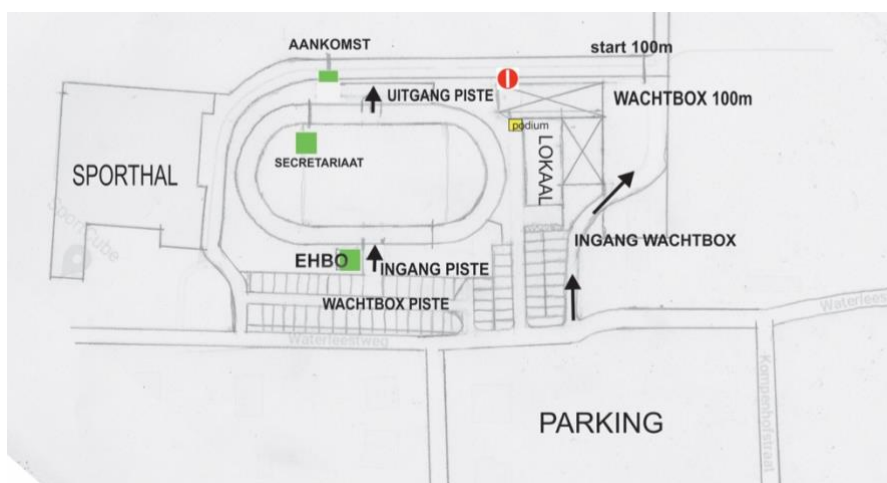 AANKOMST
start 100m
UITGANG PISTE
WACHTBOX 100m
podium
LOKAAL
SECRETARIAAT
SPORTHAL
Sport Cube
INGANG WACHTBOX
EHBO
INGANG PISTE
WACHTBOX PISTE
Waterleestweg
Waterlees
Kompenhofstraat
PARKING